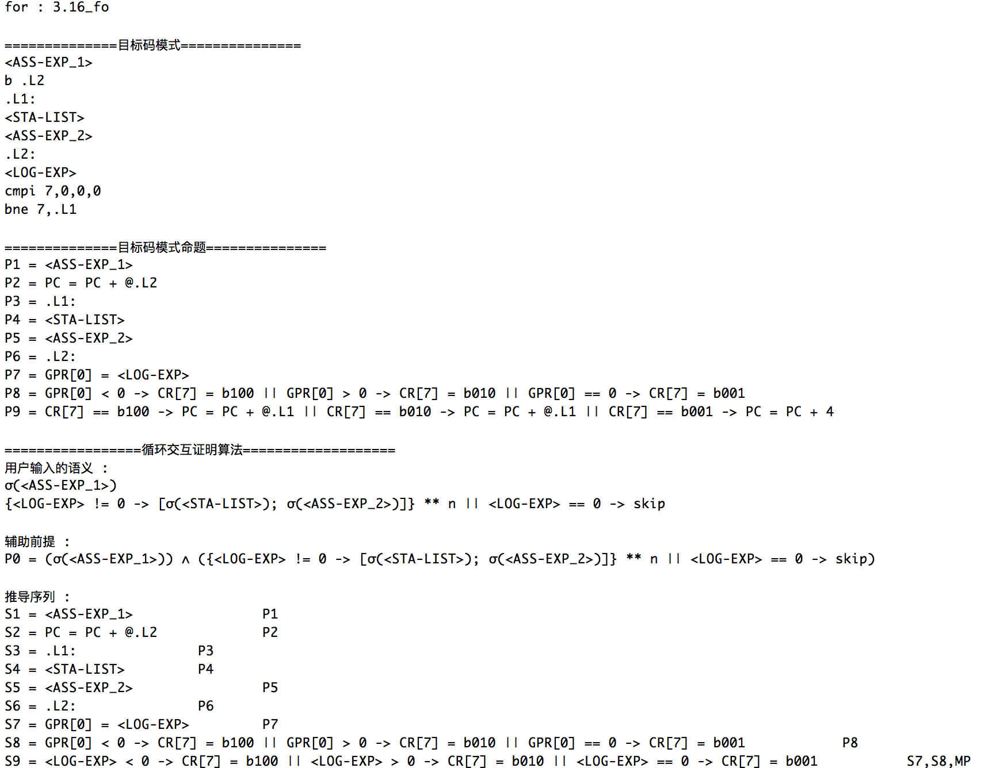 for : 3.16_fo
==============目标码模式===============
<ASS-EXP_1>
b .L2
.L1:
<STA-LIST>
<ASS-EXP_2>
.L2:
<LOG-EXP>
cmpi 7,0,0,0
bne 7,.L1
==============目标码模式命题===============
P1 = <ASS-EXP_1>
P2 = PC = PC + @.L2
P3 = .L1:
P4 = <STA-LIST>
P5 = <ASS-EXP_2>
P6 = .L2:
P7 = GPR[0] = <LOG-EXP>
P8 = GPR[0] < 0 -> CR[7] = b100 || GPR[0] > 0 -> CR[7] = b010 || GPR[0] == 0 -> CR[7] = b001
P9 = CR[7] == b100 -> PC = PC + @.L1 || CR[7] == b010 -> PC = PC + @.L1 || CR[7] == b001 -> PC = PC + 4
=================循环交互证明算法===================
用户输入的语义 :
σ(<ASS-EXP_1>)
{<LOG-EXP> != 0 -> [σ(<STA-LIST>); σ(<ASS-EXP_2>)]} ** n || <LOG-EXP> == 0 -> skip
辅助前提 :
P0 = (σ(<ASS-EXP_1>)) ∧ ({<LOG-EXP> != 0 -> [σ(<STA-LIST>); σ(<ASS-EXP_2>)]} ** n || <LOG-EXP> == 0 -> skip)
推导序列 :
S1 = <ASS-EXP_1> P1
S2 = PC = PC + @.L2 P2
S3 = .L1: P3
S4 = <STA-LIST> P4
S5 = <ASS-EXP_2> P5
S6 = .L2: P6
S7 = GPR[0] = <LOG-EXP> P7
S8 = GPR[0] < 0 -> CR[7] = b100 || GPR[0] > 0 -> CR[7] = b010 || GPR[0] == 0 -> CR[7] = b001 P8
S9 = <LOG-EXP> < 0 -> CR[7] = b100 || <LOG-EXP> > 0 -> CR[7] = b010 || <LOG-EXP> == 0 -> CR[7] = b001 S7,S8,MP